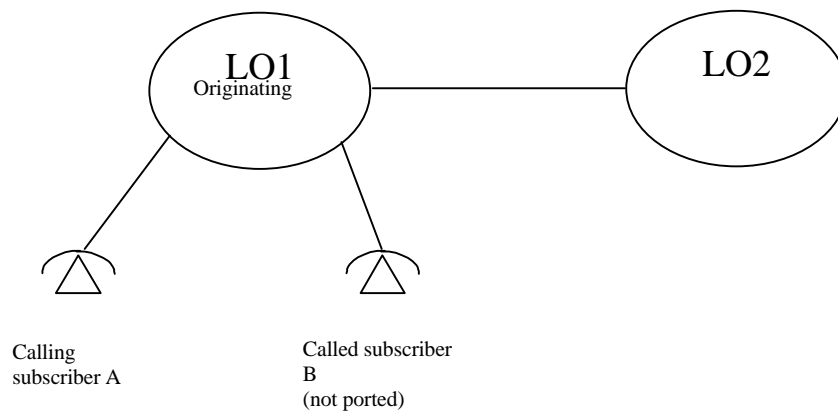 LO1
Originating
LO2
Calling
subscriber A
Called subscriber
B
(not ported)